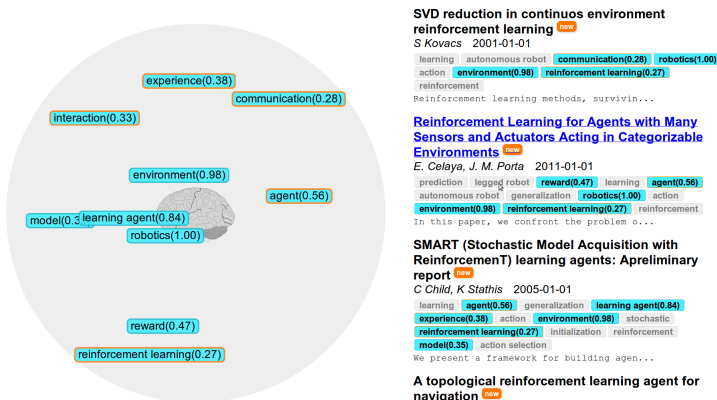 experience(0.38)
communication(0.28)
interaction(0.33)
environment(0.98)
agent(0.56)
learning agent(0.84)
robotics(1.00)
reward(0.47)
reinforcement learning(0.27)
SVD reduction in continuos environment
reinforcement learning new
S Kovacs 2001-01-01
learning autonomous robot communication(0.28) robotics(1.00)
action environment(0.98) reinforcement learning(0.27)
reinforcement
Reinforcement learning methods, survivin...
Reinforcement Learning for Agents with Many
Sensors and Actuators Acting in Categorizable
Environments new
E. Celaya, J. M. Porta 2011-01-01
prediction legged robot reward(0.47) learning agent(0.56)
autonomous robot generalization robotics(1.00) action
environment(0.98) reinforcement learning(0.27) reinforcement
In this paper, we confront the problem o...
SMART (Stochastic Model Acquisition with
ReinforcemenT) learning agents: Apreliminary
report new
C Child, K Stathis 2005-01-01
learning agent(0.56) generalization learning agent(0.84)
experience(0.38) action environment(0.98) stochastic
reinforcement learning(0.27) initialization reinforcement
model(0.35) action selection
We present a framework for building agen...
A topological reinforcement learning agent for
navigation new